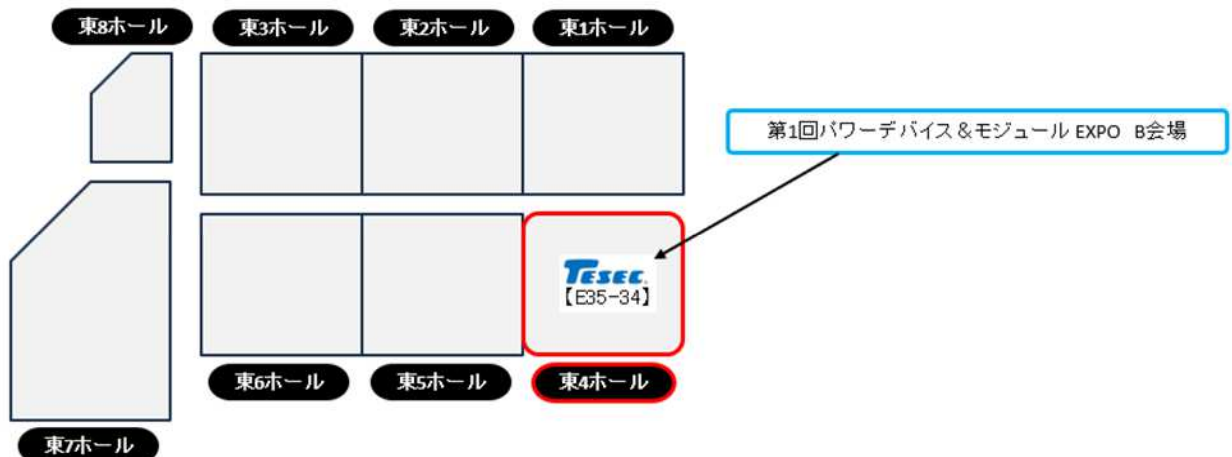 東8ホール
東3ホール
東2ホール
東1ホール
第1回パワーデバイス&モジュール EXPO B会場
TESEC.
【E35-34】
東6ホール
東5ホール
東4ホール
東7ホール